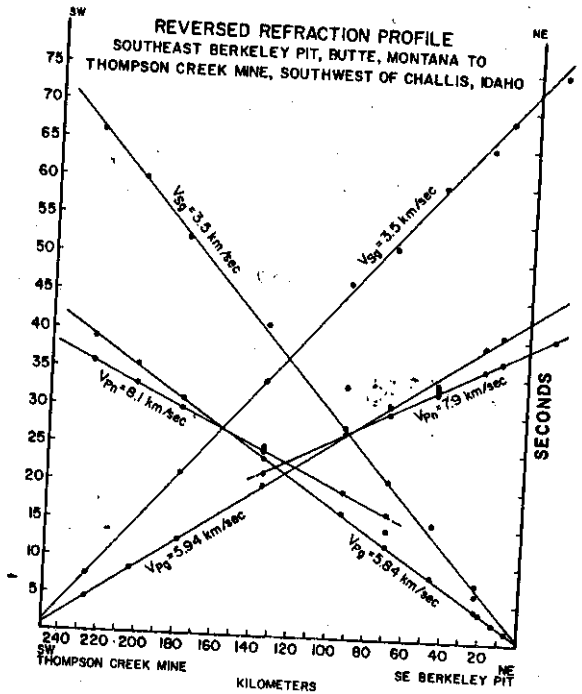 SW
NE
REVERSED REFRACTION PROFILE
SOUTHEAST BERKELEY PIT, BUTTE, MONTANA TO
THOMPSON CREEK MINE, SOUTHWEST OF CHALLIS, IDAHO
75
70
65
60
55
50
45
40
35
30
25
20
15
10
5
t
VSg=3.5 km/sec
VSg=3.5 km/sec
VPn=8.1 km/sec
VPn=7.9 km/sec
VPg=5.94 km/sec
VPg=5.84 km/sec
SECONDS
240 220 200 180 160 140 120 100 80 60 40 20
SW
THOMPSON CREEK MINE
NE
SE BERKELEY PIT
KILOMETERS